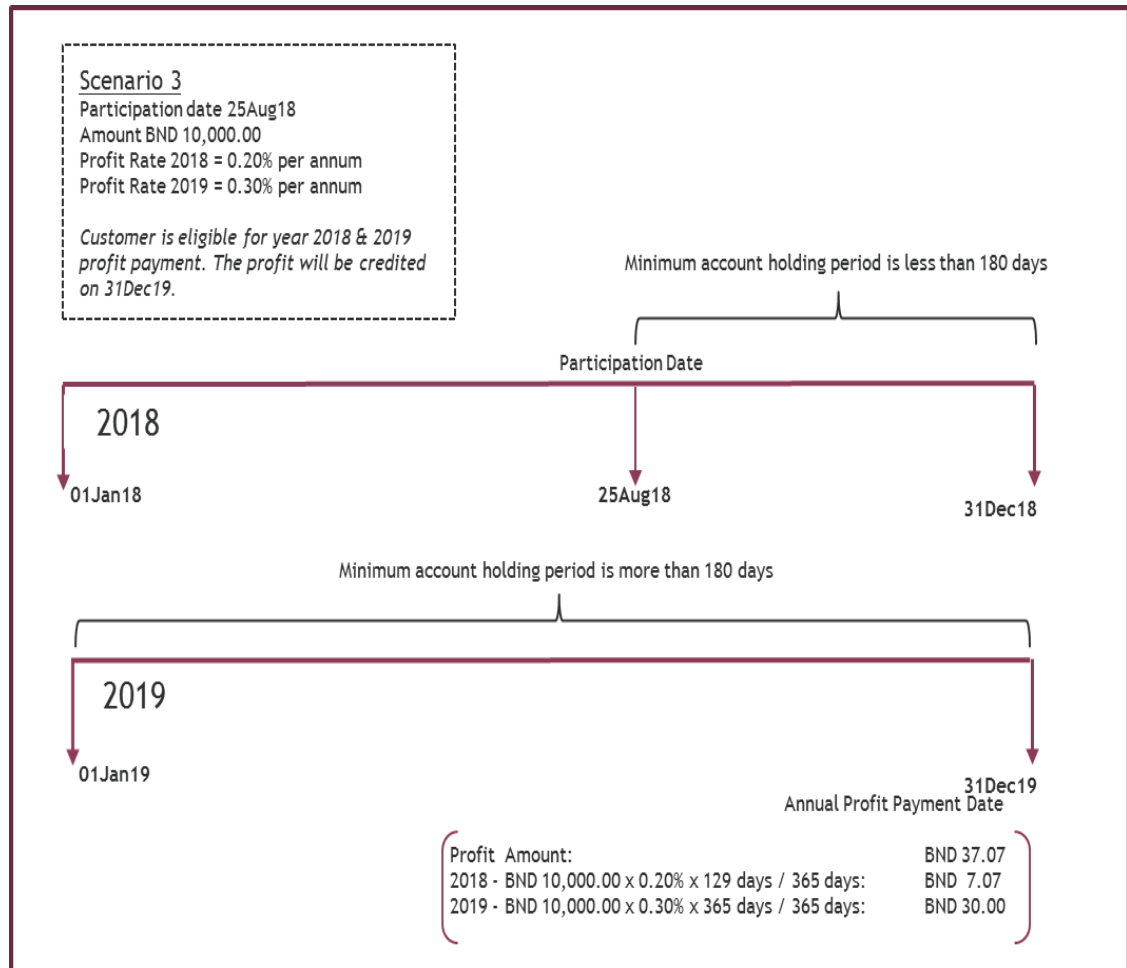 Scenario 3
Participation date 25Aug18
Amount BND 10,000.00
Profit Rate 2018 = 0.20% per annum
Profit Rate 2019 = 0.30% per annum
Customer is eligible for year 2018 & 2019
profit payment. The profit will be credited
on 31Dec19.
Minimum account holding period is less than 180 days
Participation Date
2018
01Jan18
25Aug18
31Dec18
Minimum account holding period is more than 180 days
2019
01Jan19
31Dec19
Annual Profit Payment Date
Profit Amount: BND 37.07
2018 - BND 10,000.00 x 0.20% x 129 days / 365 days: BND 7.07
2019 - BND 10,000.00 x 0.30% x 365 days / 365 days: BND 30.00